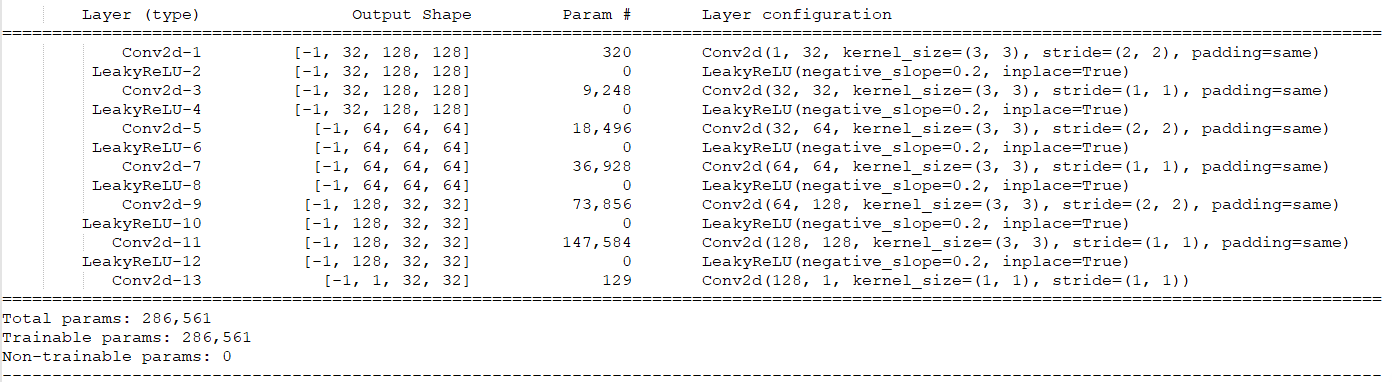 Layer (type) Output Shape Param # Layer configuration
==========================================================================================================================================
Conv2d-1 [-1, 32, 128, 128] 320 Conv2d(1, 32, kernel_size=(3, 3), stride=(2, 2), padding=same)
LeakyReLU-2 [-1, 32, 128, 128] 0 LeakyReLU(negative_slope=0.2, inplace=True)
Conv2d-3 [-1, 32, 128, 128] 9,248 Conv2d(32, 32, kernel_size=(3, 3), stride=(1, 1), padding=same)
LeakyReLU-4 [-1, 32, 128, 128] 0 LeakyReLU(negative_slope=0.2, inplace=True)
Conv2d-5 [-1, 64, 64, 64] 18,496 Conv2d(32, 64, kernel_size=(3, 3), stride=(2, 2), padding=same)
LeakyReLU-6 [-1, 64, 64, 64] 0 LeakyReLU(negative_slope=0.2, inplace=True)
Conv2d-7 [-1, 64, 64, 64] 36,928 Conv2d(64, 64, kernel_size=(3, 3), stride=(1, 1), padding=same)
LeakyReLU-8 [-1, 64, 64, 64] 0 LeakyReLU(negative_slope=0.2, inplace=True)
Conv2d-9 [-1, 128, 32, 32] 73,856 Conv2d(64, 128, kernel_size=(3, 3), stride=(2, 2), padding=same)
LeakyReLU-10 [-1, 128, 32, 32] 0 LeakyReLU(negative_slope=0.2, inplace=True)
Conv2d-11 [-1, 128, 32, 32] 147,584 Conv2d(128, 128, kernel_size=(3, 3), stride=(1, 1), padding=same)
LeakyReLU-12 [-1, 128, 32, 32] 0 LeakyReLU(negative_slope=0.2, inplace=True)
Conv2d-13 [-1, 1, 32, 32] 129 Conv2d(128, 1, kernel_size=(1, 1), stride=(1, 1))
==========================================================================================================================================
Total params: 286,561
Trainable params: 286,561
Non-trainable params: 0
------------------------------------------------------------------------------------------------------------------------------------------